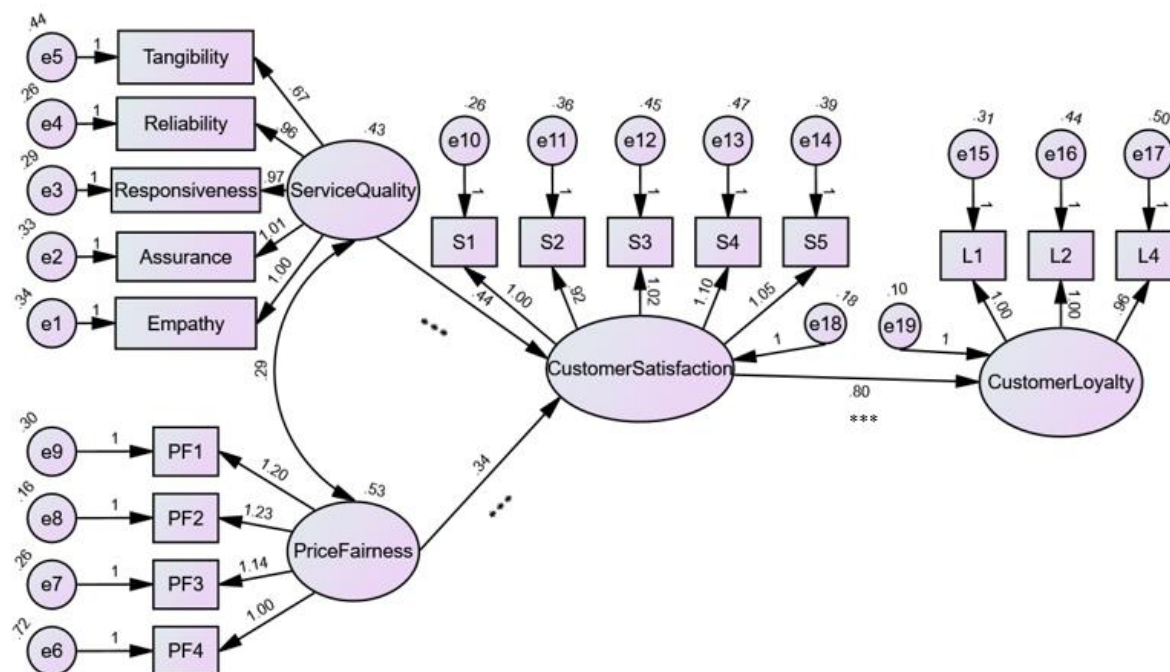 .44
e5
1
Tangibility
.67
.26
e4
1
Reliability
.96
.29
e3
1
Responsiveness
.97
.33
e2
1
Assurance
1.01
.34
e1
1
Empathy
1.00
.43
ServiceQuality
.29
.44
***
.26
e10
1
S1
1.00
.36
e11
1
S2
.92
.45
e12
1
S3
1.02
.47
e13
1
S4
1.10
.39
e14
1
S5
1.05
.18
e18
1
CustomerSatisfaction
.80
***
.10
e19
1
.31
e15
1
L1
1.00
.44
e16
1
L2
1.00
.50
e17
1
L4
.96
CustomerLoyalty
.30
e9
1
PF1
1.20
.16
e8
1
PF2
1.23
.26
e7
1
PF3
1.14
.72
e6
1
PF4
1.00
.53
PriceFairness
.34
***